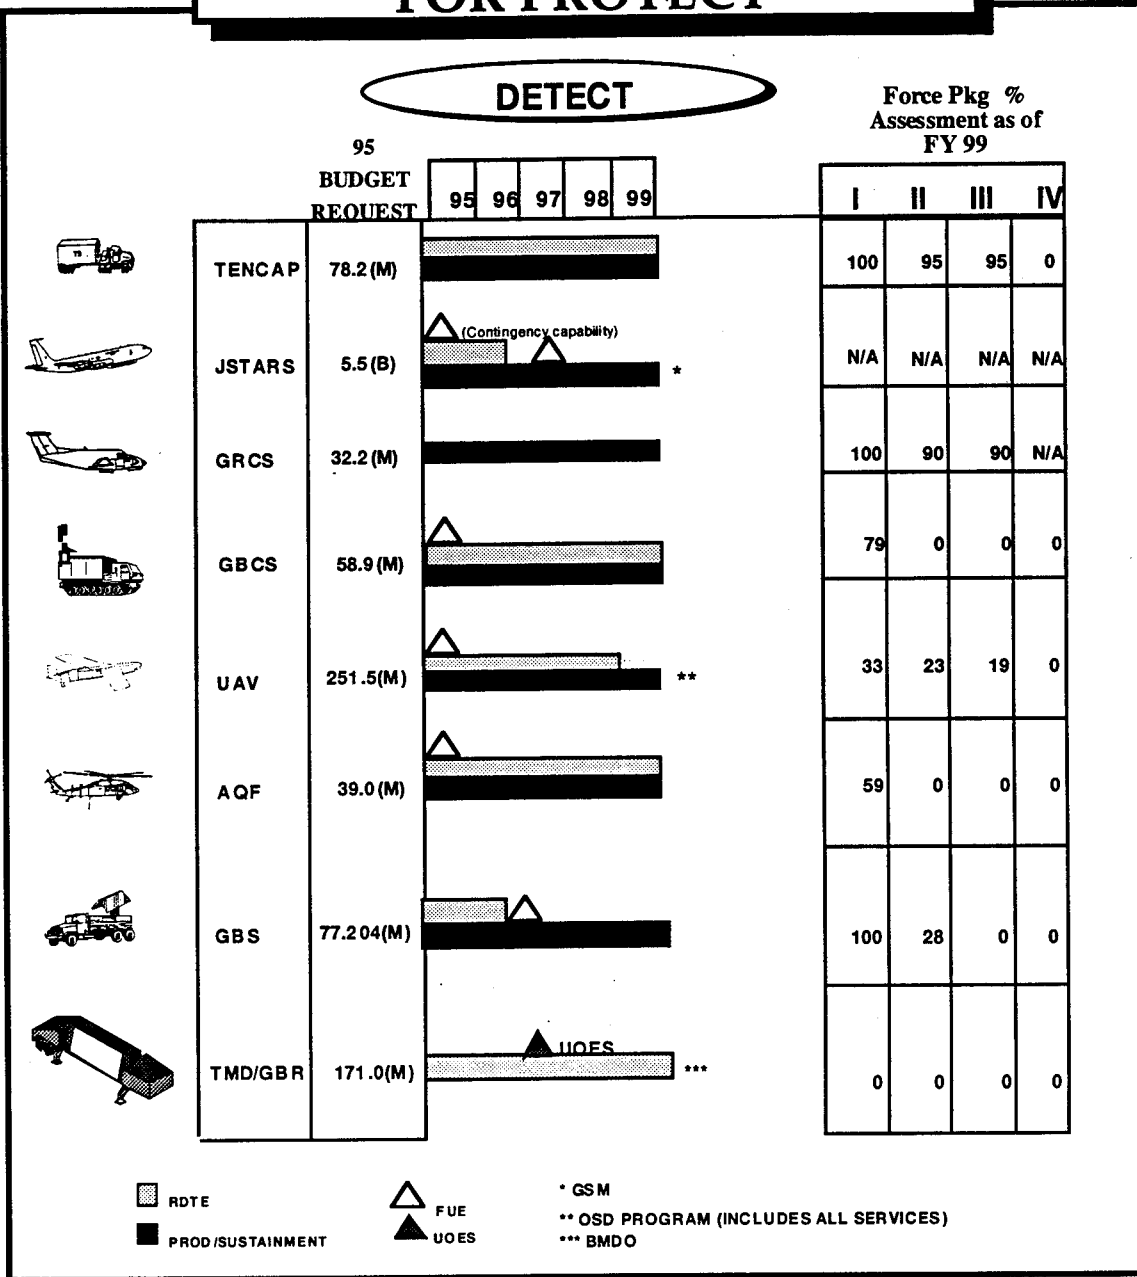 FOR PROTECT
DETECT
Force Pkg %
Assessment as of
FY 99
95
BUDGET
REQUEST
95 96 97 98 99
I II III IV
TENCAP 78.2 (M) 100 95 95 0
(Contingency capability)
JSTARS 5.5 (B) * N/A N/A N/A N/A
GRCS 32.2 (M) 100 90 90 N/A
GBCS 58.9 (M) 79 0 0 0
UAV 251.5(M) ** 33 23 19 0
AQF 39.0 (M) 59 0 0 0
GBS 77.204(M) 100 28 0 0
UOES
TMD/GBR 171.0(M) *** 0 0 0 0
RDTE
PROD/SUSTAINMENT
FUE
UOES
* GSM
** OSD PROGRAM (INCLUDES ALL SERVICES)
*** BMDO